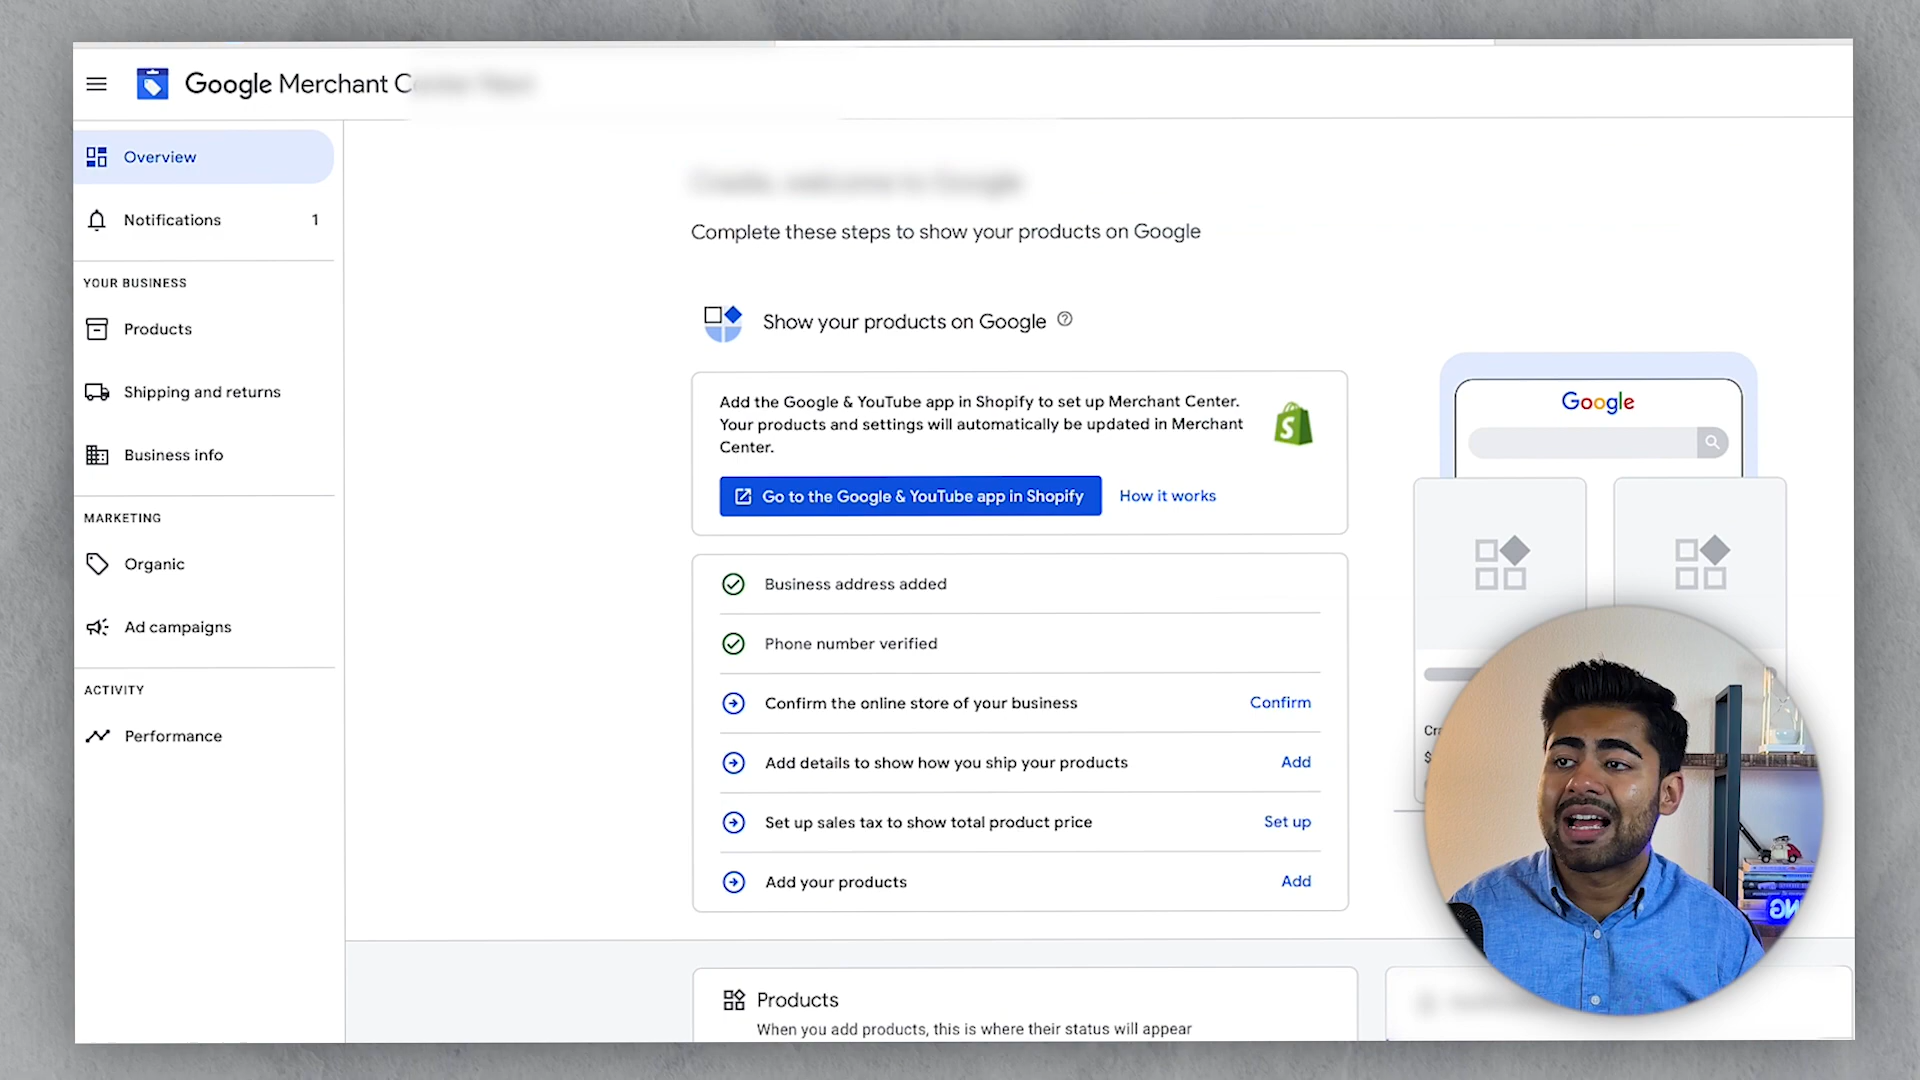 Google Merchant
Overview
Notifications 1
YOUR BUSINESS
Products
Shipping and returns
Business info
MARKETING
Organic
Ad campaigns
ACTIVITY
Performance
Complete these steps to show your products on Google
Show your products on Google
Add the Google & YouTube app in Shopify to set up Merchant Center.
Your products and settings will automatically be updated in Merchant
Center.
Go to the Google & YouTube app in Shopify How it works
Business address added
Phone number verified
Confirm the online store of your business Confirm
Add details to show how you ship your products Add
Set up sales tax to show total product price Set up
Add your products Add
Google
Products
When you add products, this is where their status will appear